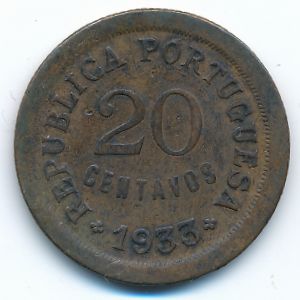 REPUBLICA PORTUGUESA
20
CENTAVOS
* 1933 *